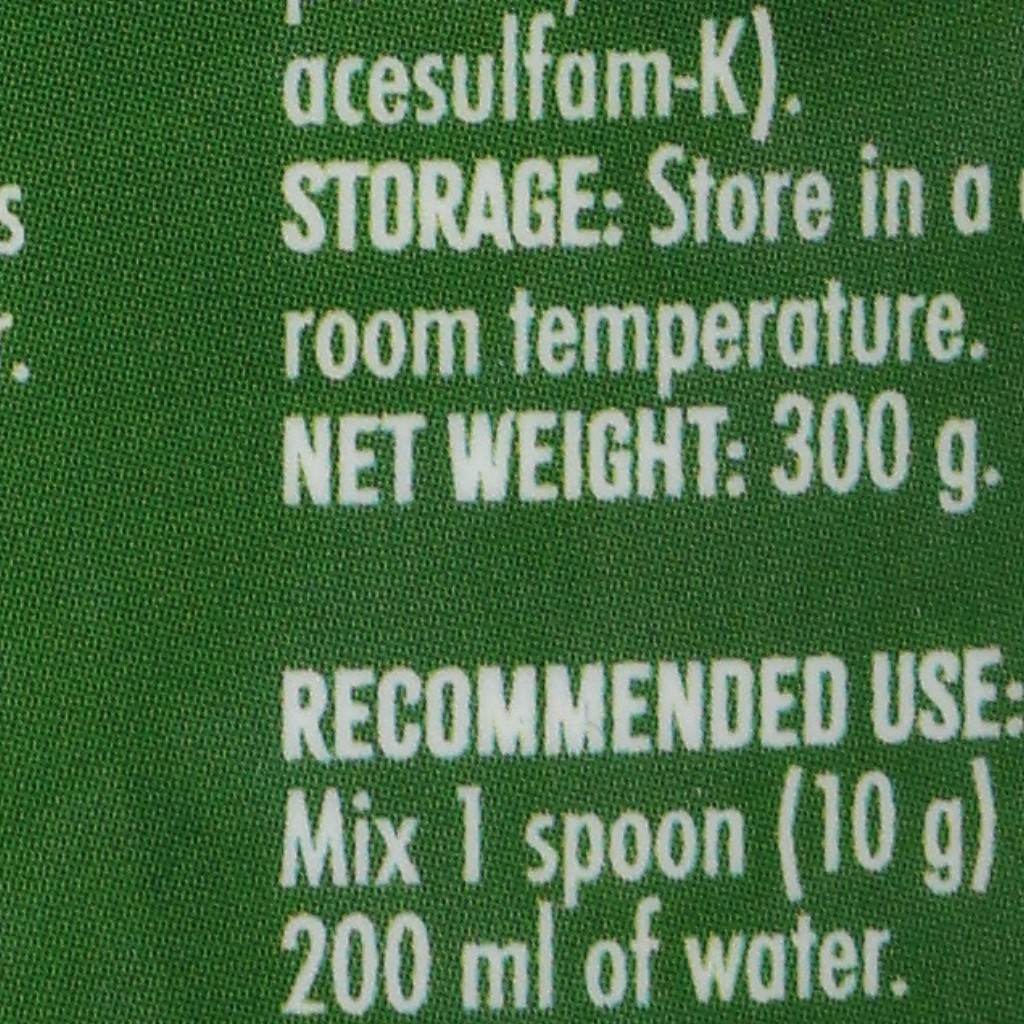 acesulfam-K).
STORAGE: Store in a
s
room temperature.
r.
NET WEIGHT: 300 g.
RECOMMENDED USE:
Mix 1 spoon (10 g)
200 ml of water.